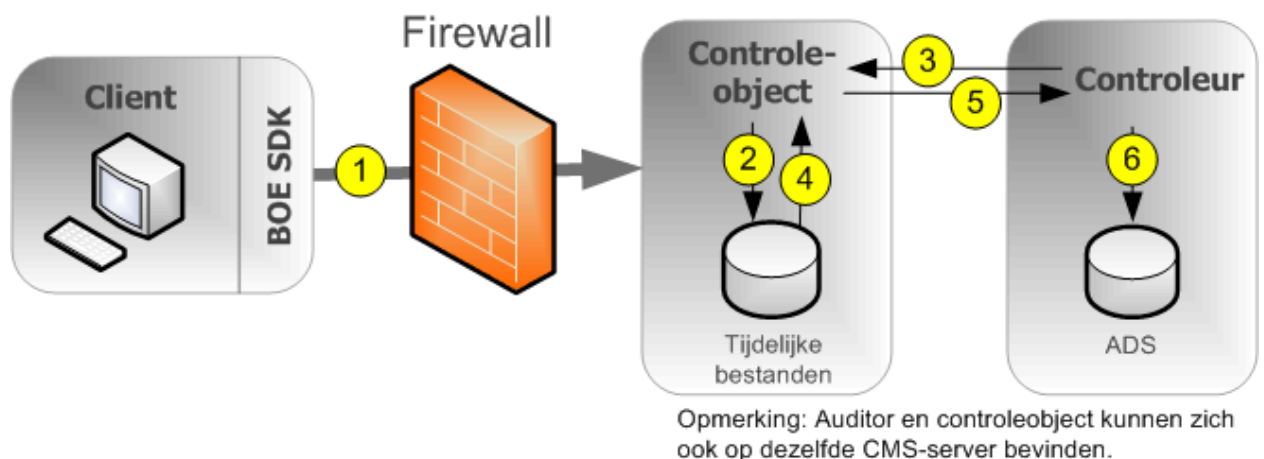 Firewall
Client
BOE SDK
1
Controle-
object
2
4
Tijdelijke
bestanden
3
5
Controleur
6
ADS
Opmerking: Auditor en controleobject kunnen zich
ook op dezelfde CMS-server bevinden.